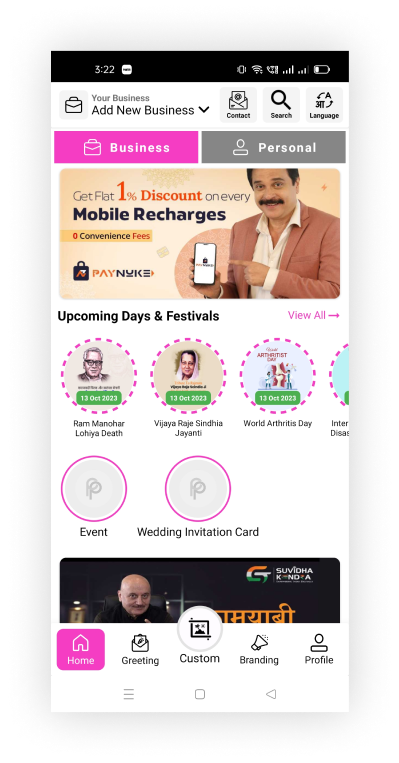 3:22
Your Business
Add New Business
Contact
Search
Language
Business
Personal
Get Flat 1% Discount on every
Mobile Recharges
0 Convenience Fees
PAYNUKE
Upcoming Days & Festivals
View All
13 Oct 2023
Vijaya Raje Scindia Ji
13 Oct 2023
World
ARTHRITIST
DAY
13 Oct 2023
Ram Manohar
Lohiya Death
Vijaya Raje Sindhia
Jayanti
World Arthritis Day
Inter
Disas
Event
Wedding Invitation Card
SUVIDHA
KENDRA
Home
Greeting
Custom
Branding
Profile